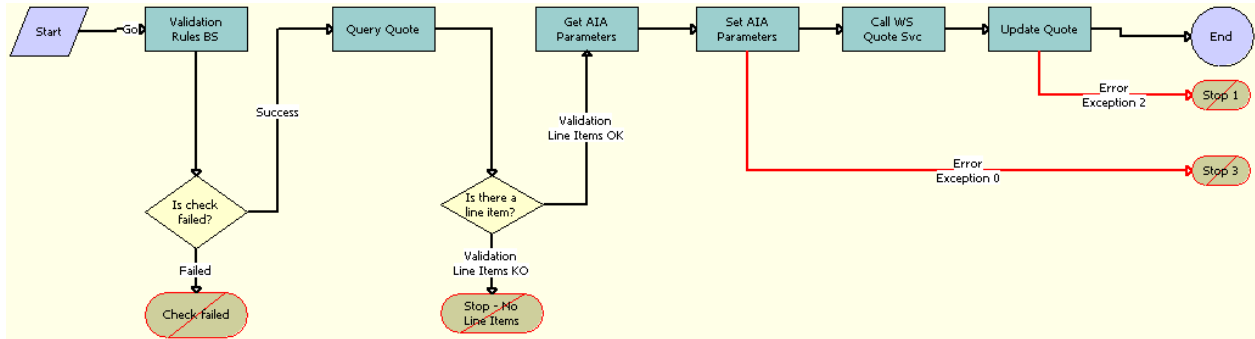 Start
Go
Validation
Rules BS
Query Quote
Get AIA
Parameters
Set AIA
Parameters
Call WS
Quote Svc
Update Quote
End
Error
Exception 2
Stop 1
Success
Validation
Line Items OK
Error
Exception 0
Stop 3
Is check
failed?
Is there a
line item?
Failed
Validation
Line Items KO
Check failed
Stop - No
Line Items